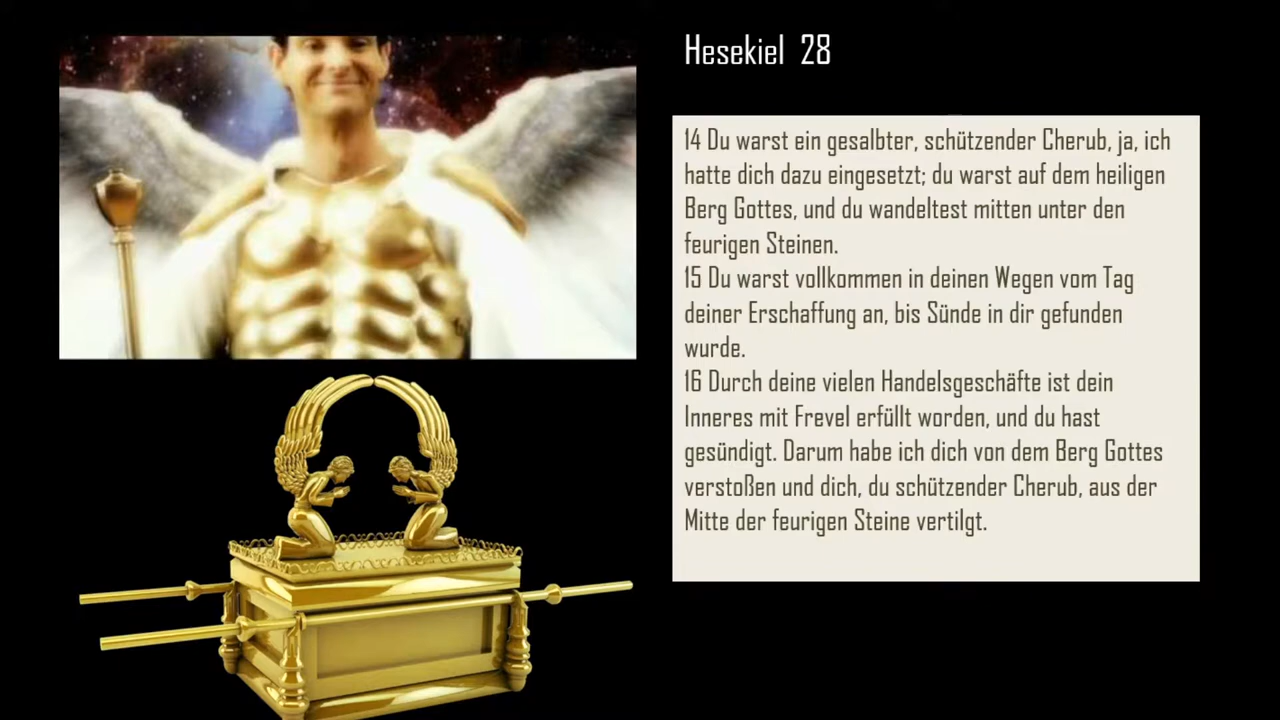 Hesekiel 28
14 Du warst ein gesalbter, schützender Cherub, ja, ich
hatte dich dazu eingesetzt; du warst auf dem heiligen
Berg Gottes, und du wandeltest mitten unter den
feurigen Steinen.
15 Du warst vollkommen in deinen Wegen vom Tag
deiner Erschaffung an, bis Sünde in dir gefunden
wurde.
16 Durch deine vielen Handelsgeschäfte ist dein
Inneres mit Frevel erfüllt worden, und du hast
gesündigt. Darum habe ich dich von dem Berg Gottes
verstoßen und dich, du schützender Cherub, aus der
Mitte der feurigen Steine vertilgt.